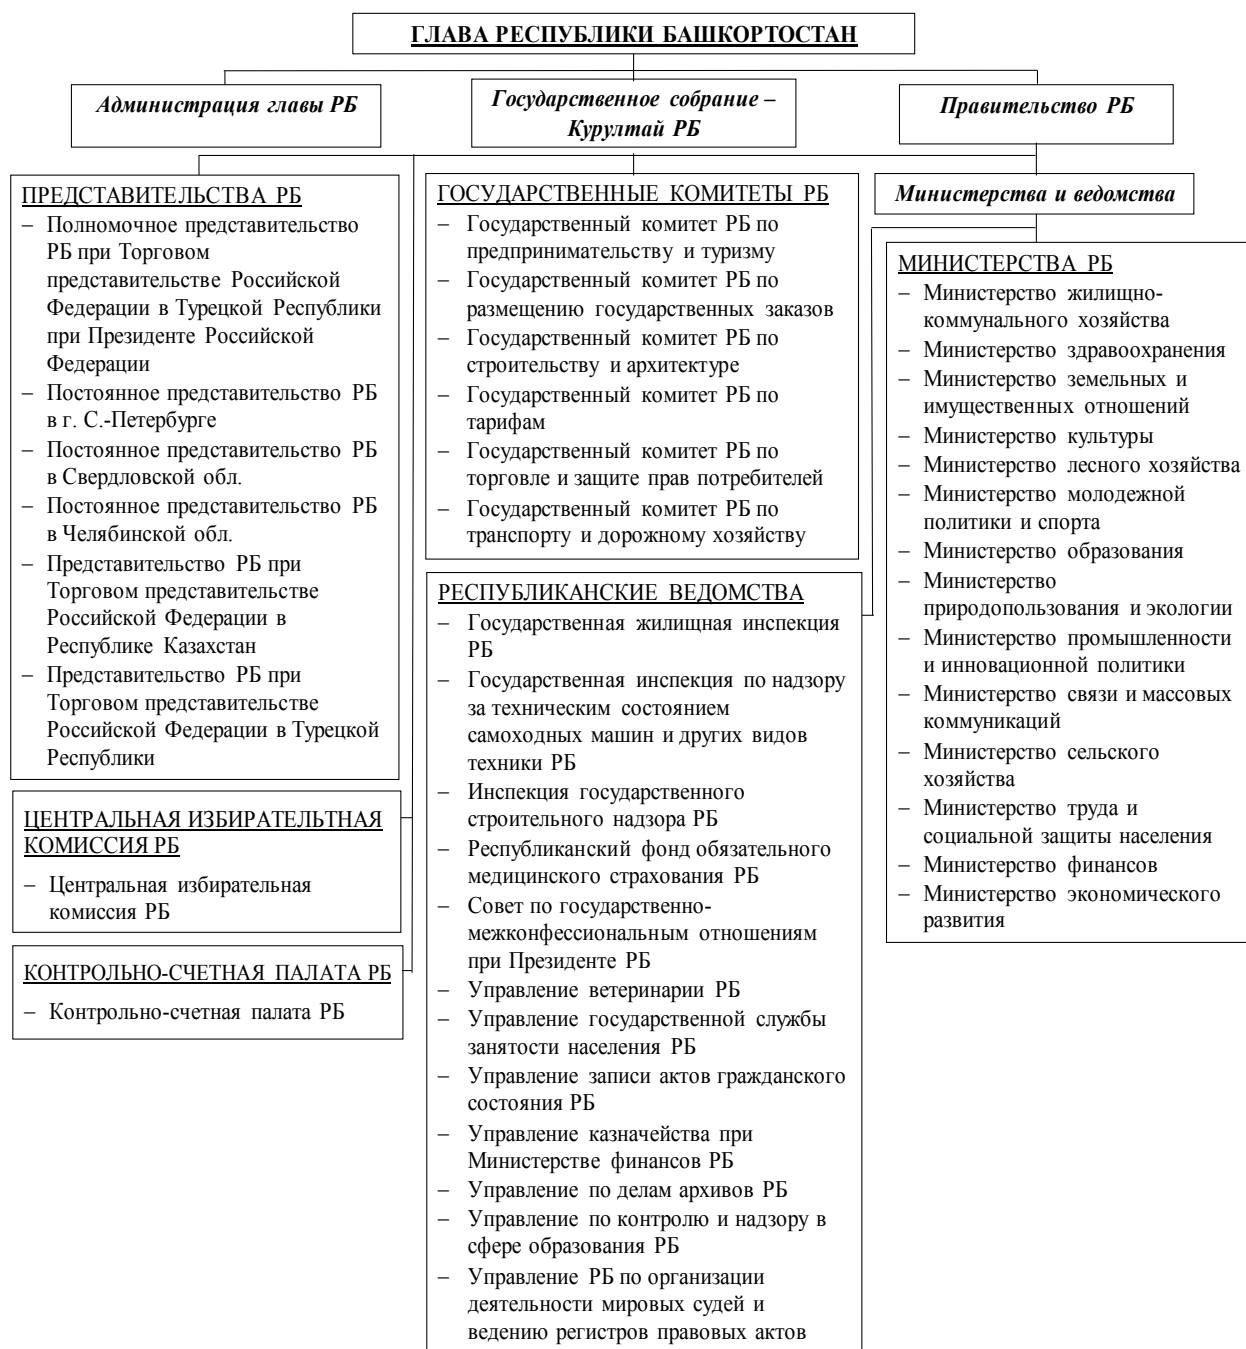 ГЛАВА РЕСПУБЛИКИ БАШКОРТОСТАН
Администрация главы РБ
Государственное собрание –
Курултай РБ
Правительство РБ
ПРЕДСТАВИТЕЛЬСТВА РБ
– Полномочное представительство
РБ при Торговом
представительстве Российской
Федерации в Турецкой Республики
при Президенте Российской
Федерации
– Постоянное представительство РБ
в г. С.-Петербурге
– Постоянное представительство РБ
в Свердловской обл.
– Постоянное представительство РБ
в Челябинской обл.
– Представительство РБ при
Торговом представительстве
Российской Федерации в
Республике Казахстан
– Представительство РБ при
Торговом представительстве
Российской Федерации в Турецкой
Республики
ЦЕНТРАЛЬНАЯ ИЗБИРАТЕЛЬТНАЯ
КОМИССИЯ РБ
– Центральная избирательная
комиссия РБ
КОНТРОЛЬНО-СЧЕТНАЯ ПАЛАТА РБ
– Контрольно-счетная палата РБ
ГОСУДАРСТВЕННЫЕ КОМИТЕТЫ РБ
– Государственный комитет РБ по
предпринимательству и туризму
– Государственный комитет РБ по
размещению государственных заказов
– Государственный комитет РБ по
строительству и архитектуре
– Государственный комитет РБ по
тарифам
– Государственный комитет РБ по
торговле и защите прав потребителей
– Государственный комитет РБ по
транспорту и дорожному хозяйству
РЕСПУБЛИКАНСКИЕ ВЕДОМСТВА
– Государственная жилищная инспекция
РБ
– Государственная инспекция по надзору
за техническим состоянием
самоходных машин и других видов
техники РБ
– Инспекция государственного
строительного надзора РБ
– Республиканский фонд обязательного
медицинского страхования РБ
– Совет по государственно-
межконфессиональным отношениям
при Президенте РБ
– Управление ветеринарии РБ
– Управление государственной службы
занятости населения РБ
– Управление записи актов гражданского
состояния РБ
– Управление казначейства при
Министерстве финансов РБ
– Управление по делам архивов РБ
– Управление по контролю и надзору в
сфере образования РБ
– Управление РБ по организации
деятельности мировых судей и
ведению регистров правовых актов
Министерства и ведомства
МИНИСТЕРСТВА РБ
– Министерство жилищно-
коммунального хозяйства
– Министерство здравоохранения
– Министерство земельных и
имущественных отношений
– Министерство культуры
– Министерство лесного хозяйства
– Министерство молодежной
политики и спорта
– Министерство образования
– Министерство
природопользования и экологии
– Министерство промышленности
и инновационной политики
– Министерство связи и массовых
коммуникаций
– Министерство сельского
хозяйства
– Министерство труда и
социальной защиты населения
– Министерство финансов
– Министерство экономического
развития